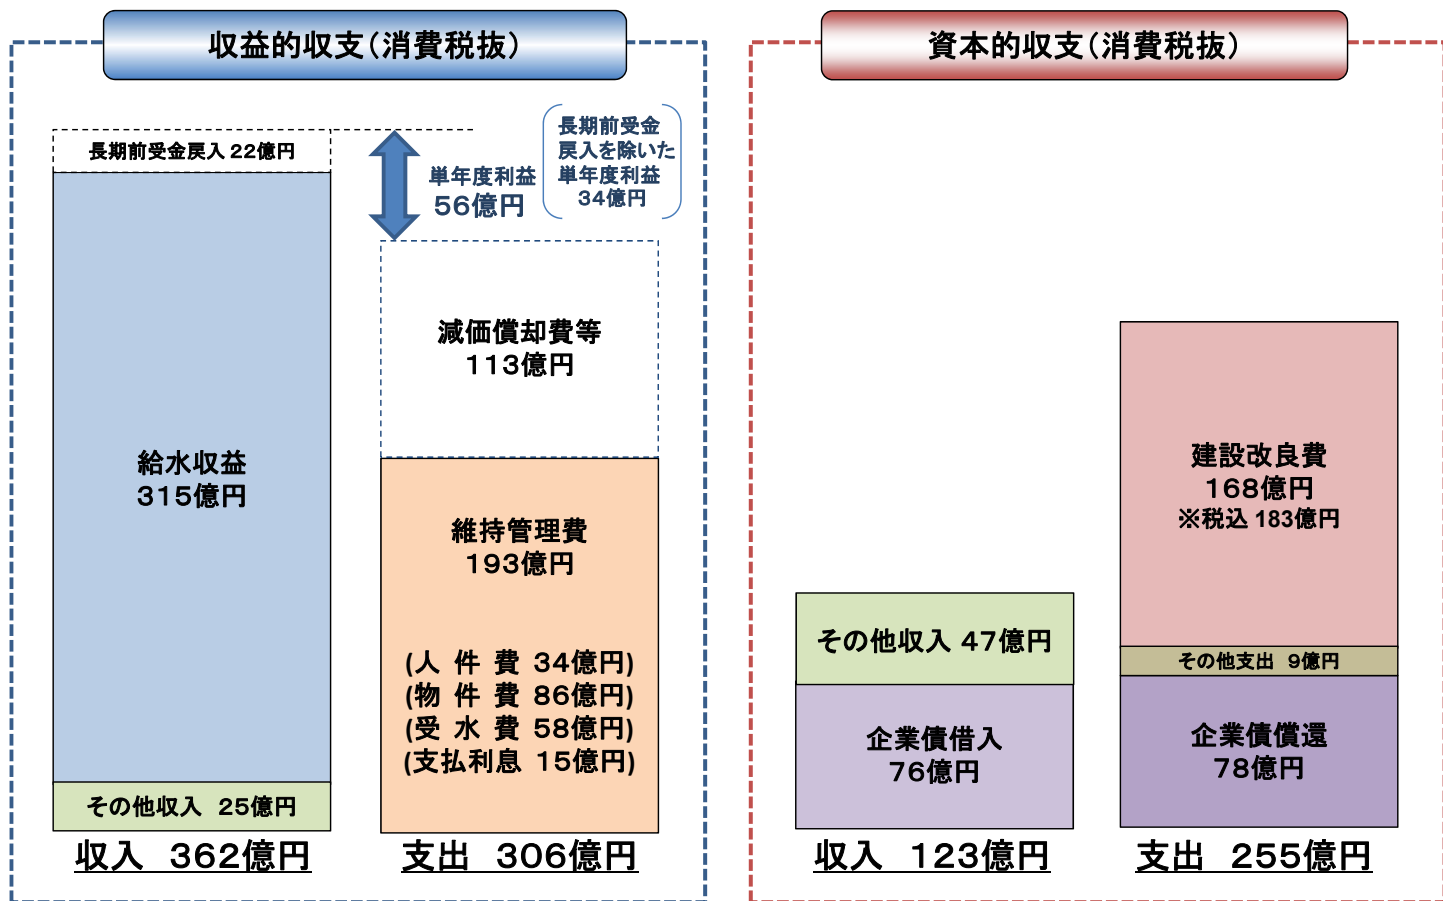 収益的収支(消費税抜)
長期前受金戻入 22億円
給水収益
315億円
その他収入 25億円
収入 362億円
単年度利益
56億円
長期前受金
戻入を除いた
単年度利益
34億円
減価償却費等
113億円
維持管理費
193億円
(人 件 費 34億円)
(物 件 費 86億円)
(受 水 費 58億円)
(支払利息 15億円)
支出 306億円
資本的収支(消費税抜)
その他収入 47億円
企業債借入
76億円
収入 123億円
建設改良費
168億円
※税込 183億円
その他支出 9億円
企業債償還
78億円
支出 255億円